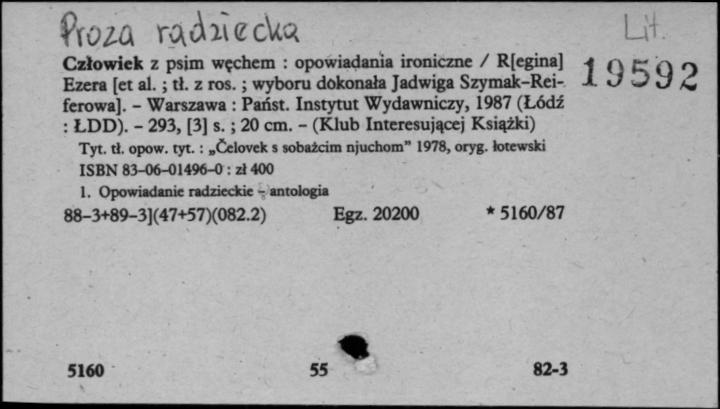 Proza radziecka
Lit.
Człowiek z psim węchem : opowiadania ironiczne / R[egina]
19592
Ezera [et al. ; tł. z ros. ; wyboru dokonała Jadwiga Szymak-Rei-
ferowa]. – Warszawa : Państ. Instytut Wydawniczy, 1987 (Łódź
: ŁDD). – 293, [3] s. ; 20 cm. – (Klub Interesującej Książki)
Tyt. tł. opow. tyt. : „Čelovek s sobažcim njuchom” 1978, oryg. łotewski
ISBN 83-06-01496-0 : zł 400
1. Opowiadanie radzieckie – antologia
88-3+89-3](47+57)(082.2) Egz. 20200 * 5160/87
5160 55 82-3